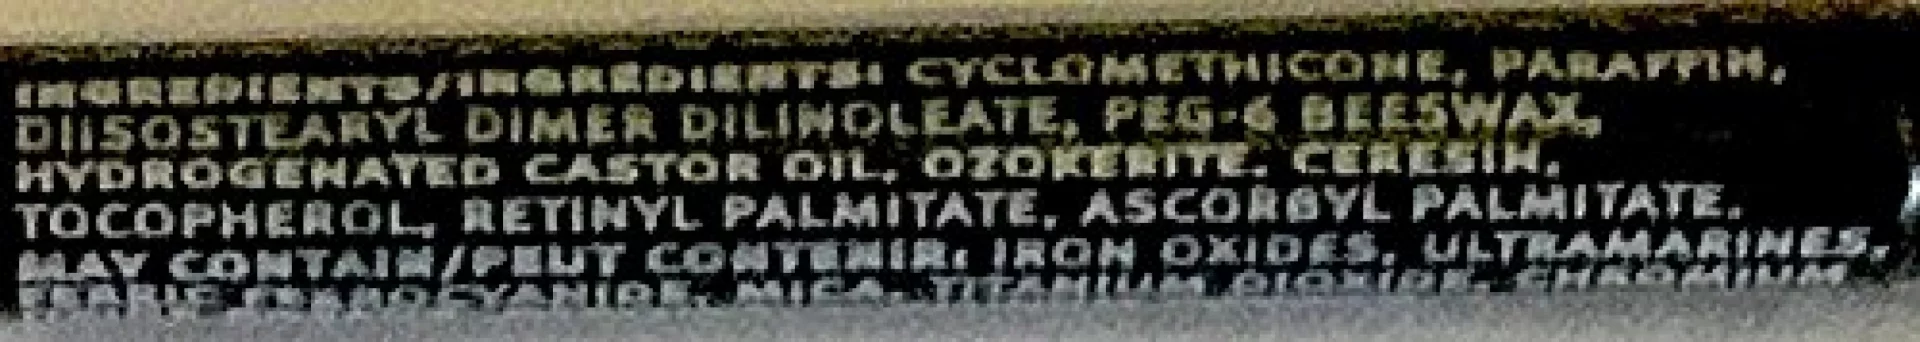 INGREDIENTS/INGRÉDIENTS: CYCLOMETHICONE, PARAFFIN,
DIISOSTEARYL DIMER DILINOLEATE, PEG-6 BEESWAX,
HYDROGENATED CASTOR OIL, OZOKERITE, CERESIN,
TOCOPHEROL, RETINYL PALMITATE, ASCORBYL PALMITATE.
MAY CONTAIN/PEUT CONTENIR: IRON OXIDES, ULTRAMARINES,
FERRIC FERROCYANIDE, MICA, TITANIUM DIOXIDE, CHROMIUM